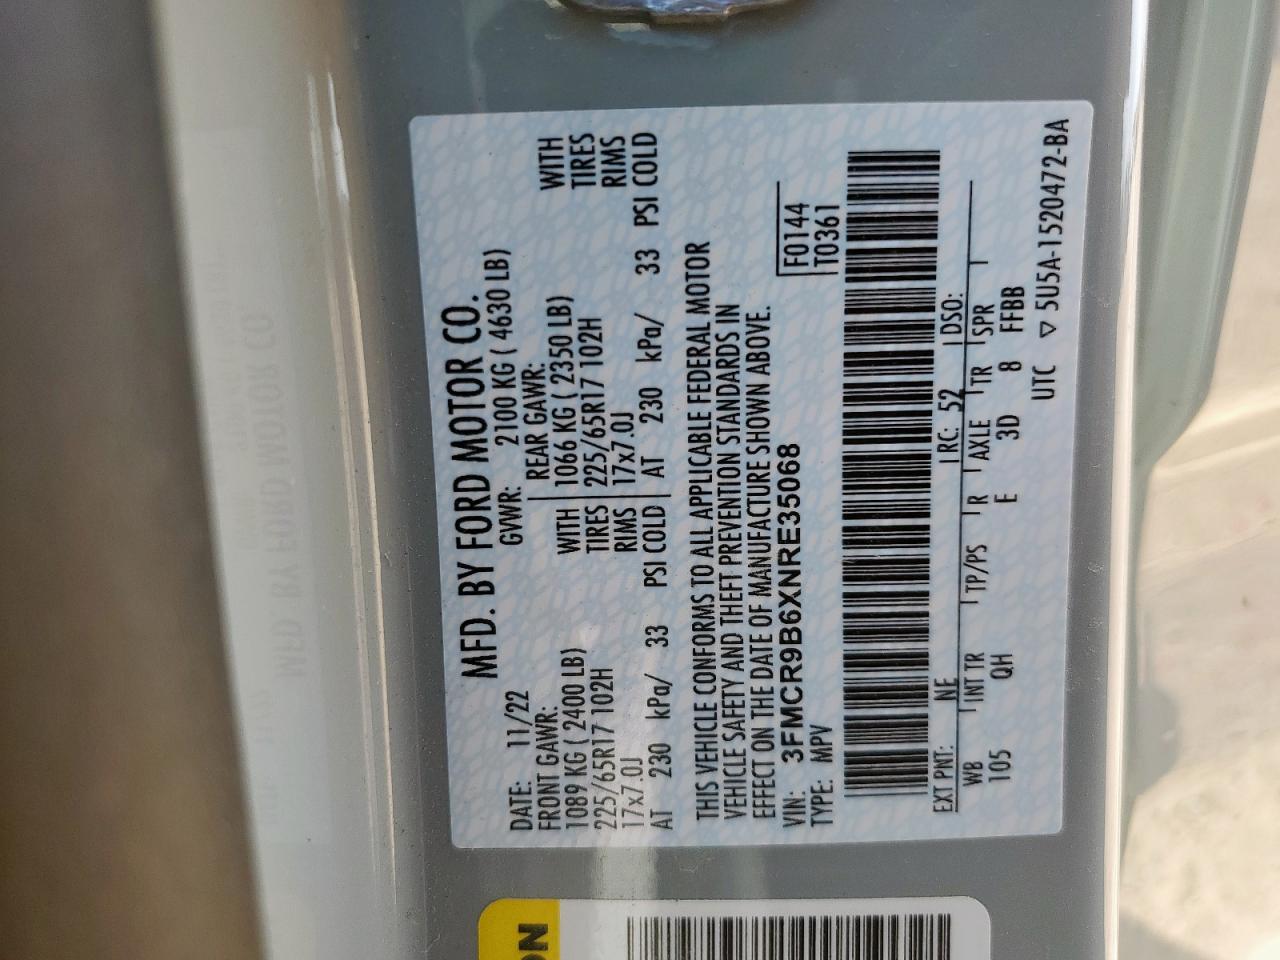 MFD. BY FORD MOTOR CO.
DATE: 11/22 GVWR: 2100 KG ( 4630 LB)
FRONT GAWR: REAR GAWR:
1089 KG ( 2400 LB) WITH 1066 KG ( 2350 LB) WITH
225/65R17 102H TIRES 225/65R17 102H TIRES
17x7.0J RIMS 17x7.0J RIMS
AT 230 kPa/ 33 PSI COLD AT 230 kPa/ 33 PSI COLD
THIS VEHICLE CONFORMS TO ALL APPLICABLE FEDERAL MOTOR
VEHICLE SAFETY AND THEFT PREVENTION STANDARDS IN
EFFECT ON THE DATE OF MANUFACTURE SHOWN ABOVE.
VIN: 3FMCR9B6XNRE35068 F0144
TYPE: MPV T0361
EXT PNT: NE RC: 52 DSO:
WB INT TR TP/PS R AXLE TR SPR
105 QH E 3D 8 FFBB
UTC ▽ 5U5A-1520472-BA
ON